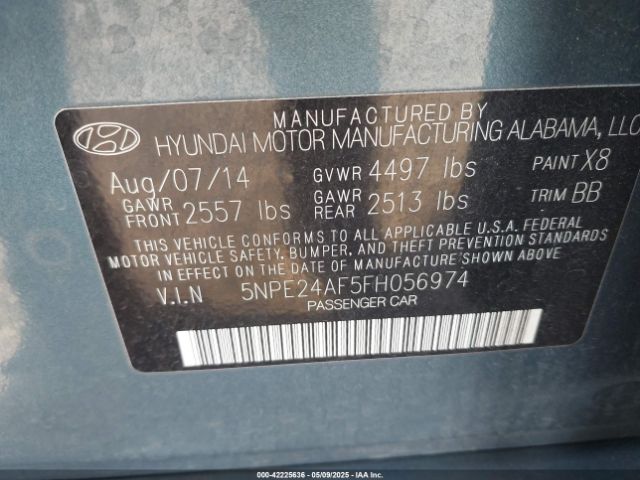 MANUFACTURED BY
HYUNDAI MOTOR MANUFACTURING ALABAMA, LLC
Aug/07/14 GVWR 4497 lbs PAINT X8
GAWR FRONT 2557 lbs GAWR REAR 2513 lbs TRIM BB
THIS VEHICLE CONFORMS TO ALL APPLICABLE U.S.A. FEDERAL
MOTOR VEHICLE SAFETY, BUMPER, AND THEFT PREVENTION STANDARDS
IN EFFECT ON THE DATE OF MANUFACTURE SHOWN ABOVE.
V.I.N 5NPE24AF5FH056974
PASSENGER CAR
000-42225636 - 05/09/2025 - IAA Inc.